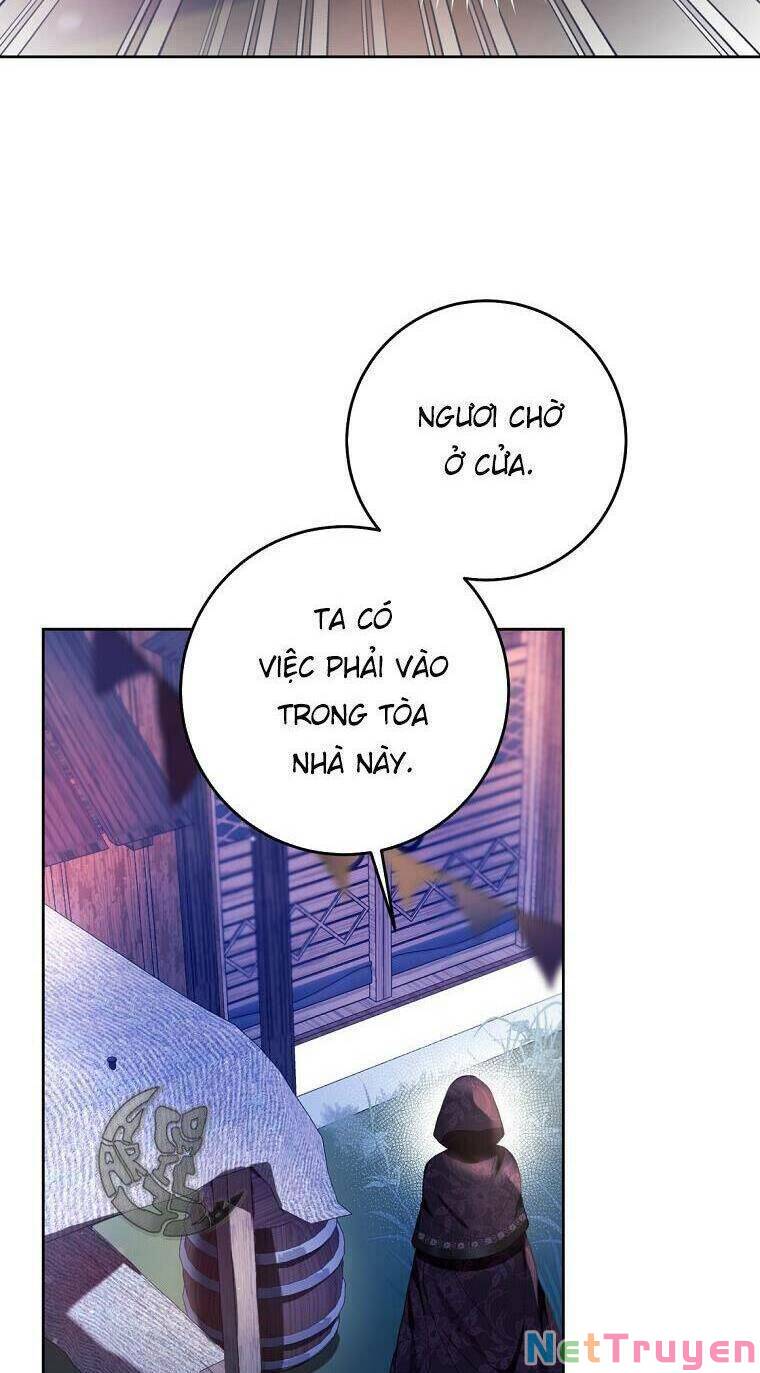 NGƯƠI CHỜ
Ở CỬA.
TA CÓ
VIỆC PHẢI VÀO
TRONG TÒA
NHÀ NÀY.
NETTRUYEN